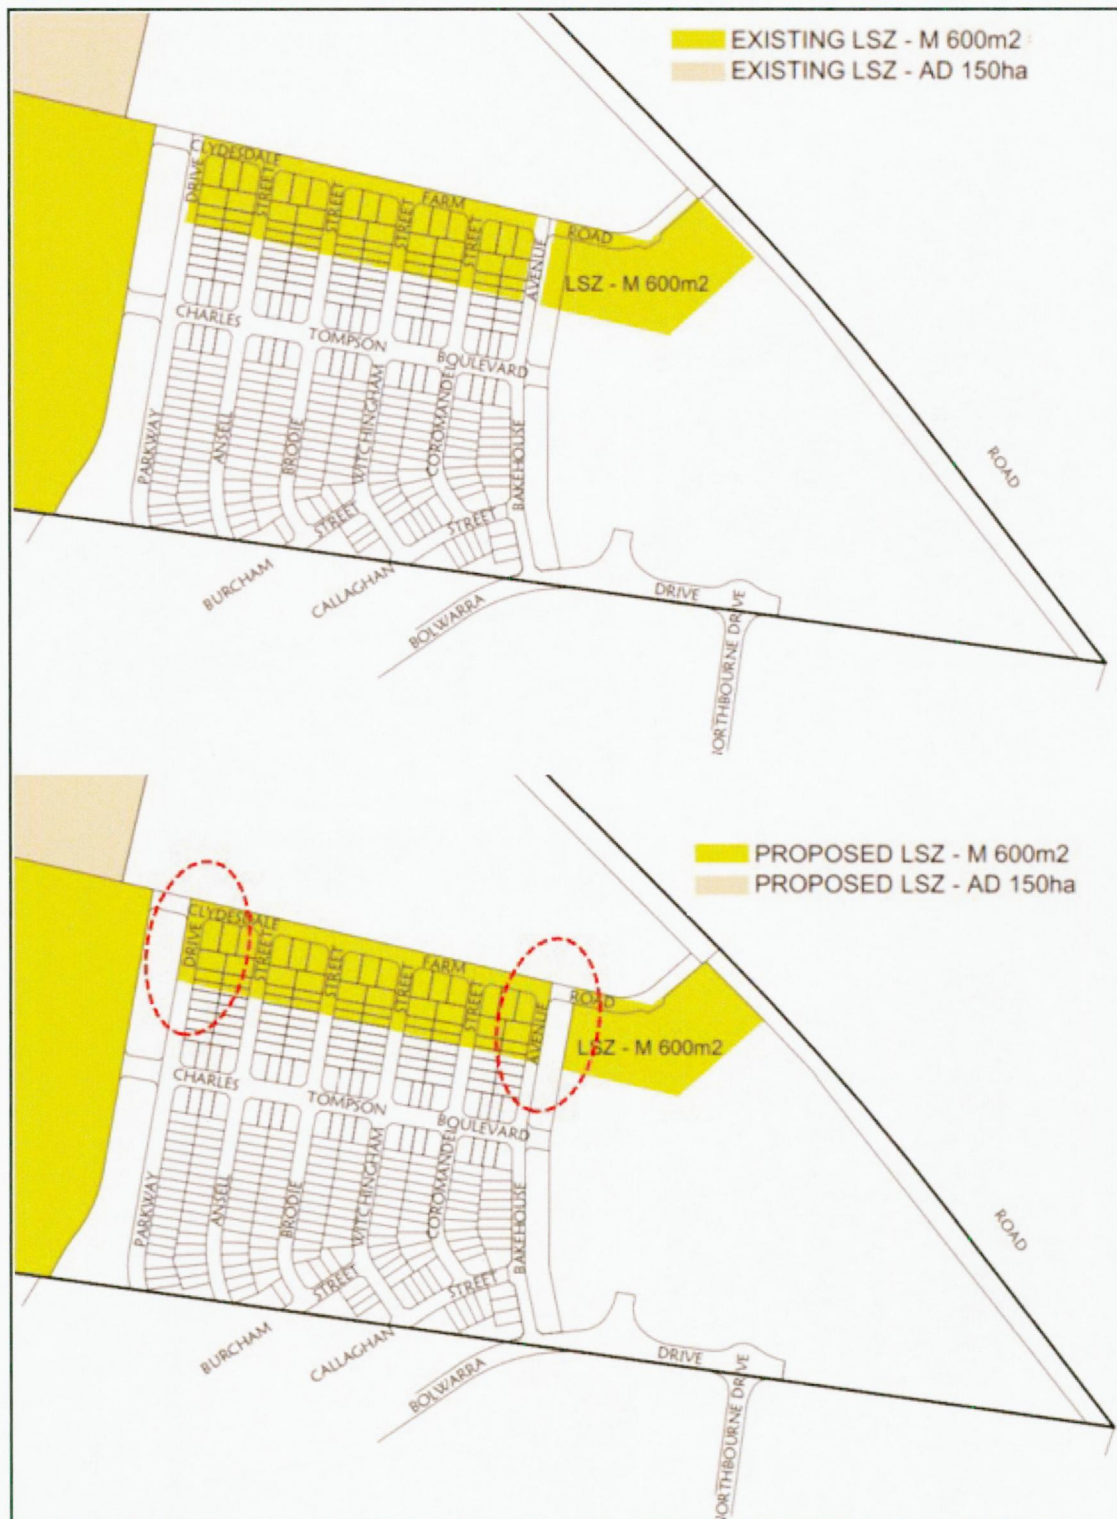 EXISTING LSZ - M 600m2
EXISTING LSZ - AD 150ha
CLYDESDALE
FARM
ROAD
DRIVE
STREET
STREET
STREET
STREET
AVENUE
LSZ - M 600m2
CHARLES
TOMPSON
BOULEVARD
PARKWAY
ANSELL
BRODIE
WITCHINGHAM
COROMANDEL
BAKEHOUSE
ROAD
STREET
STREET
BURCHAM
CALLAGHAN
BOLWARRA
DRIVE
NORTHBOURNE DRIVE
PROPOSED LSZ - M 600m2
PROPOSED LSZ - AD 150ha
CLYDESDALE
FARM
ROAD
DRIVE
STREET
STREET
STREET
STREET
AVENUE
LSZ - M 600m2
CHARLES
TOMPSON
BOULEVARD
PARKWAY
ANSELL
BRODIE
WITCHINGHAM
COROMANDEL
BAKEHOUSE
ROAD
STREET
STREET
BURCHAM
CALLAGHAN
BOLWARRA
DRIVE
NORTHBOURNE DRIVE